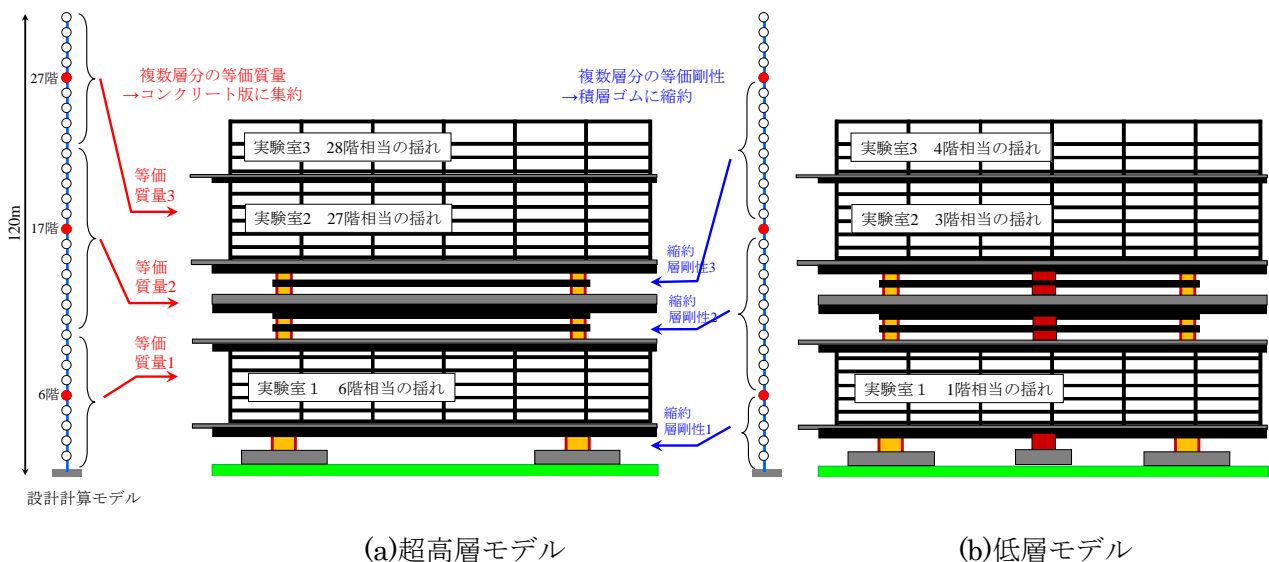 120m
27階
17階
6階
設計計算モデル
複数層分の等価質量
→コンクリート版に集約
等価
質量3
等価
質量2
等価
質量1
実験室3 28階相当の揺れ
実験室2 27階相当の揺れ
実験室1 6階相当の揺れ
(a)超高層モデル
複数層分の等価剛性
→積層ゴムに縮約
縮約
層剛性3
縮約
層剛性2
縮約
層剛性1
実験室3 4階相当の揺れ
実験室2 3階相当の揺れ
実験室1 1階相当の揺れ
(b)低層モデル